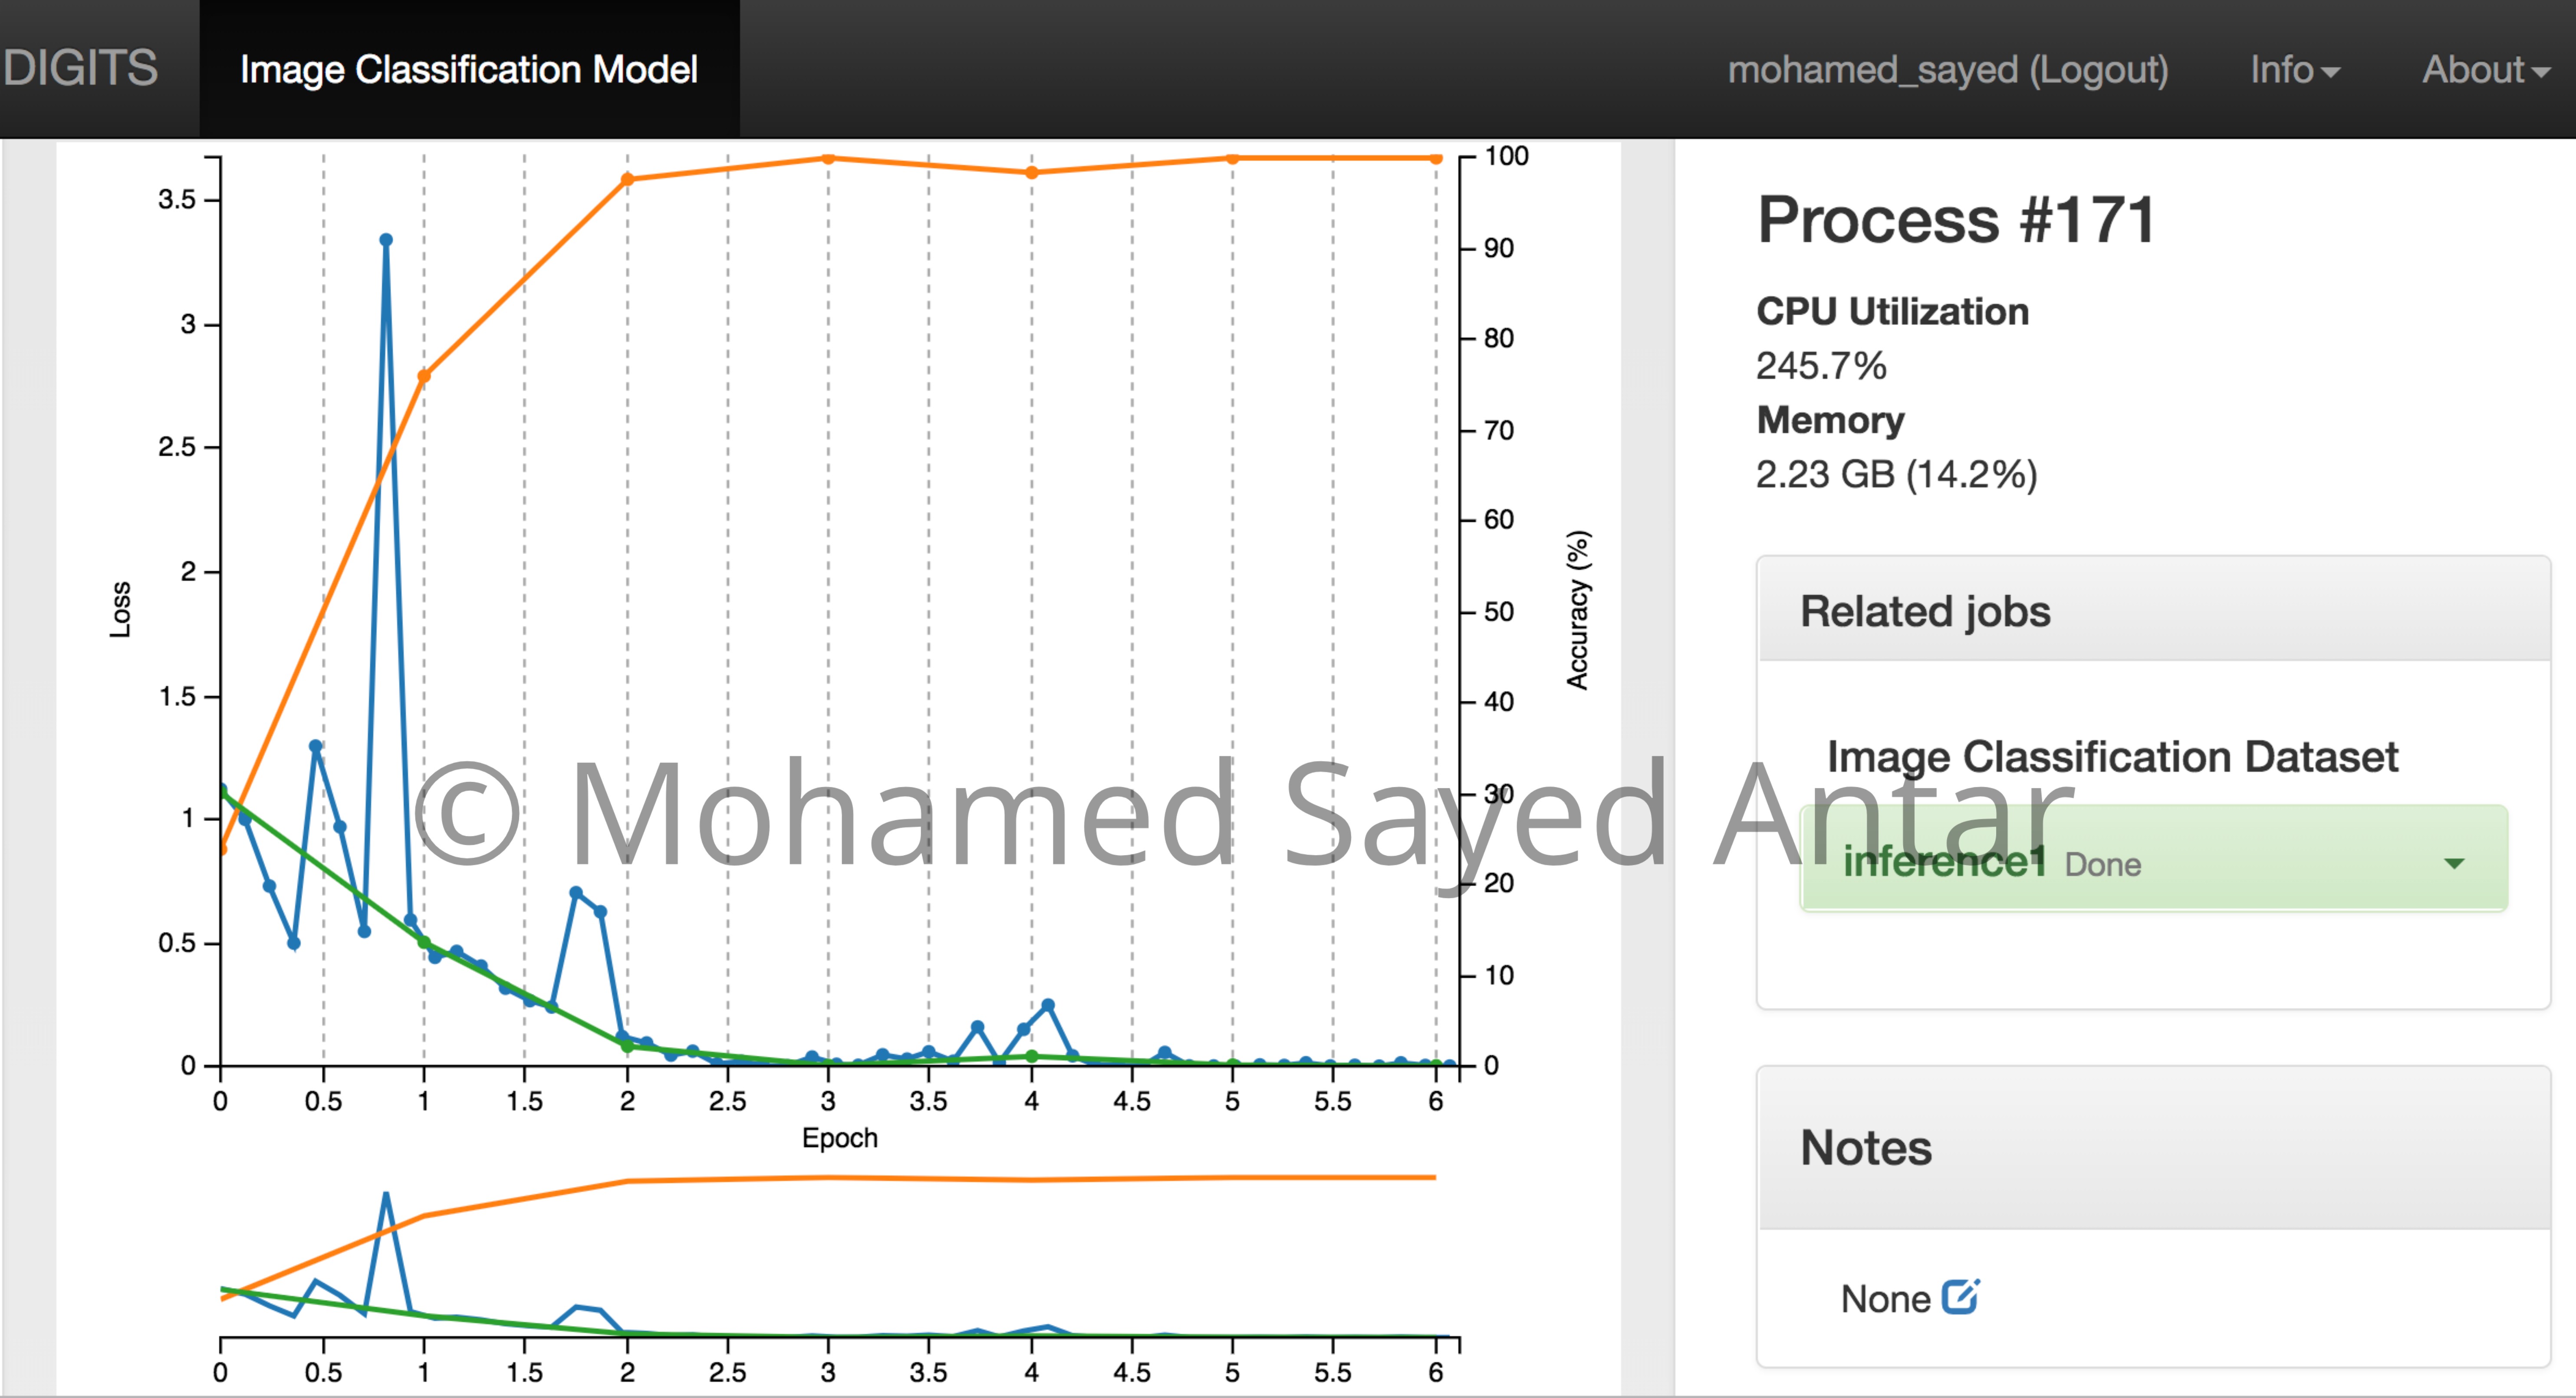 DIGITS Image Classification Model mohamed_sayed (Logout) Info About
3.5
3
2.5
2
1.5
1
0.5
0
Loss
100
90
80
70
60
50
40
30
20
10
0
Accuracy (%)
0 0.5 1 1.5 2 2.5 3 3.5 4 4.5 5 5.5 6
Epoch
0 0.5 1 1.5 2 2.5 3 3.5 4 4.5 5 5.5 6
Process #171
CPU Utilization
245.7%
Memory
2.23 GB (14.2%)
Related jobs
Image Classification Dataset
inference1 Done
Notes
None
© Mohamed Sayed Antar